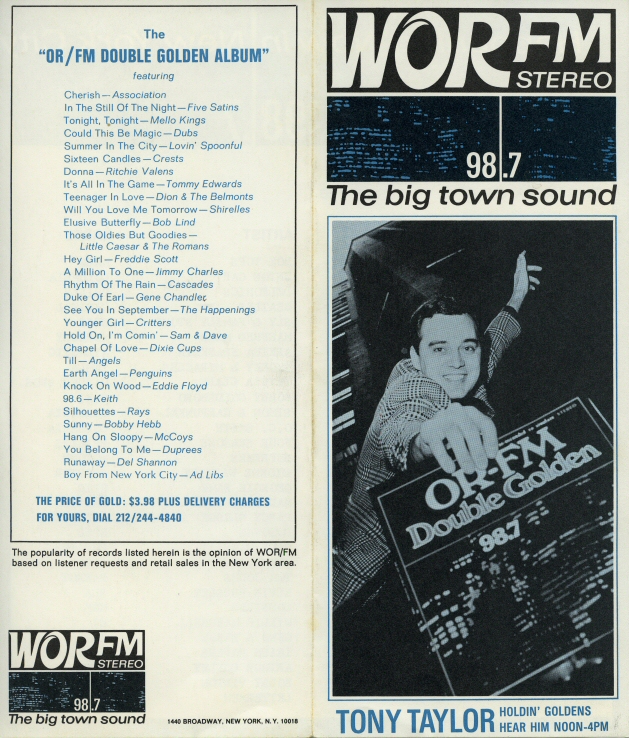 The
"OR/FM DOUBLE GOLDEN ALBUM"
featuring
Cherish—Association
In The Still Of The Night—Five Satins
Tonight, Tonight—Mello Kings
Could This Be Magic—Dubs
Summer In The City—Lovin' Spoonful
Sixteen Candles—Crests
Donna—Ritchie Valens
It's All In The Game—Tommy Edwards
Teenager In Love—Dion & The Belmonts
Will You Love Me Tomorrow—Shirelles
Elusive Butterfly—Bob Lind
Those Oldies But Goodies—
Little Caesar & The Romans
Hey Girl—Freddie Scott
A Million To One—Jimmy Charles
Rhythm Of The Rain—Cascades
Duke Of Earl—Gene Chandler
See You In September—The Happenings
Younger Girl—Critters
Hold On, I'm Comin'—Sam & Dave
Chapel Of Love—Dixie Cups
Till—Angels
Earth Angel—Penguins
Knock On Wood—Eddie Floyd
98.6—Keith
Silhouettes—Rays
Sunny—Bobby Hebb
Hang On Sloopy—McCoys
You Belong To Me—Duprees
Runaway—Del Shannon
Boy From New York City—Ad Libs
THE PRICE OF GOLD: $3.98 PLUS DELIVERY CHARGES
FOR YOURS, DIAL 212/244-4840
The popularity of records listed herein is the opinion of WOR/FM
based on listener requests and retail sales in the New York area.
WOR FM
STEREO
98.7
The big town sound
1440 BROADWAY, NEW YORK, N.Y. 10018
WOR FM
STEREO
98.7
The big town sound
OR-FM
Double Golden
98.7
TONY TAYLOR
HOLDIN' GOLDENS
HEAR HIM NOON-4PM